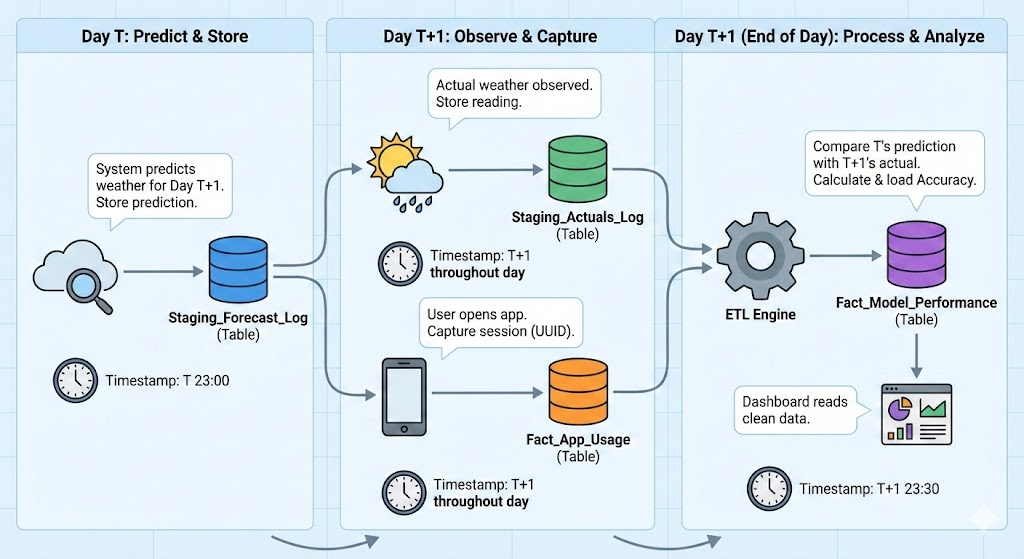 Day T: Predict & Store
System predicts
weather for Day T+1.
Store prediction.
Staging_Forecast_Log
(Table)
Timestamp: T 23:00
Day T+1: Observe & Capture
Actual weather observed.
Store reading.
Staging_Actuals_Log
(Table)
Timestamp: T+1
throughout day
User opens app.
Capture session (UUID).
Fact_App_Usage
(Table)
Timestamp: T+1
throughout day
Day T+1 (End of Day): Process & Analyze
Compare T's prediction
with T+1's actual.
Calculate & load Accuracy.
ETL Engine
Fact_Model_Performance
(Table)
Dashboard reads
clean data.
Timestamp: T+1 23:30